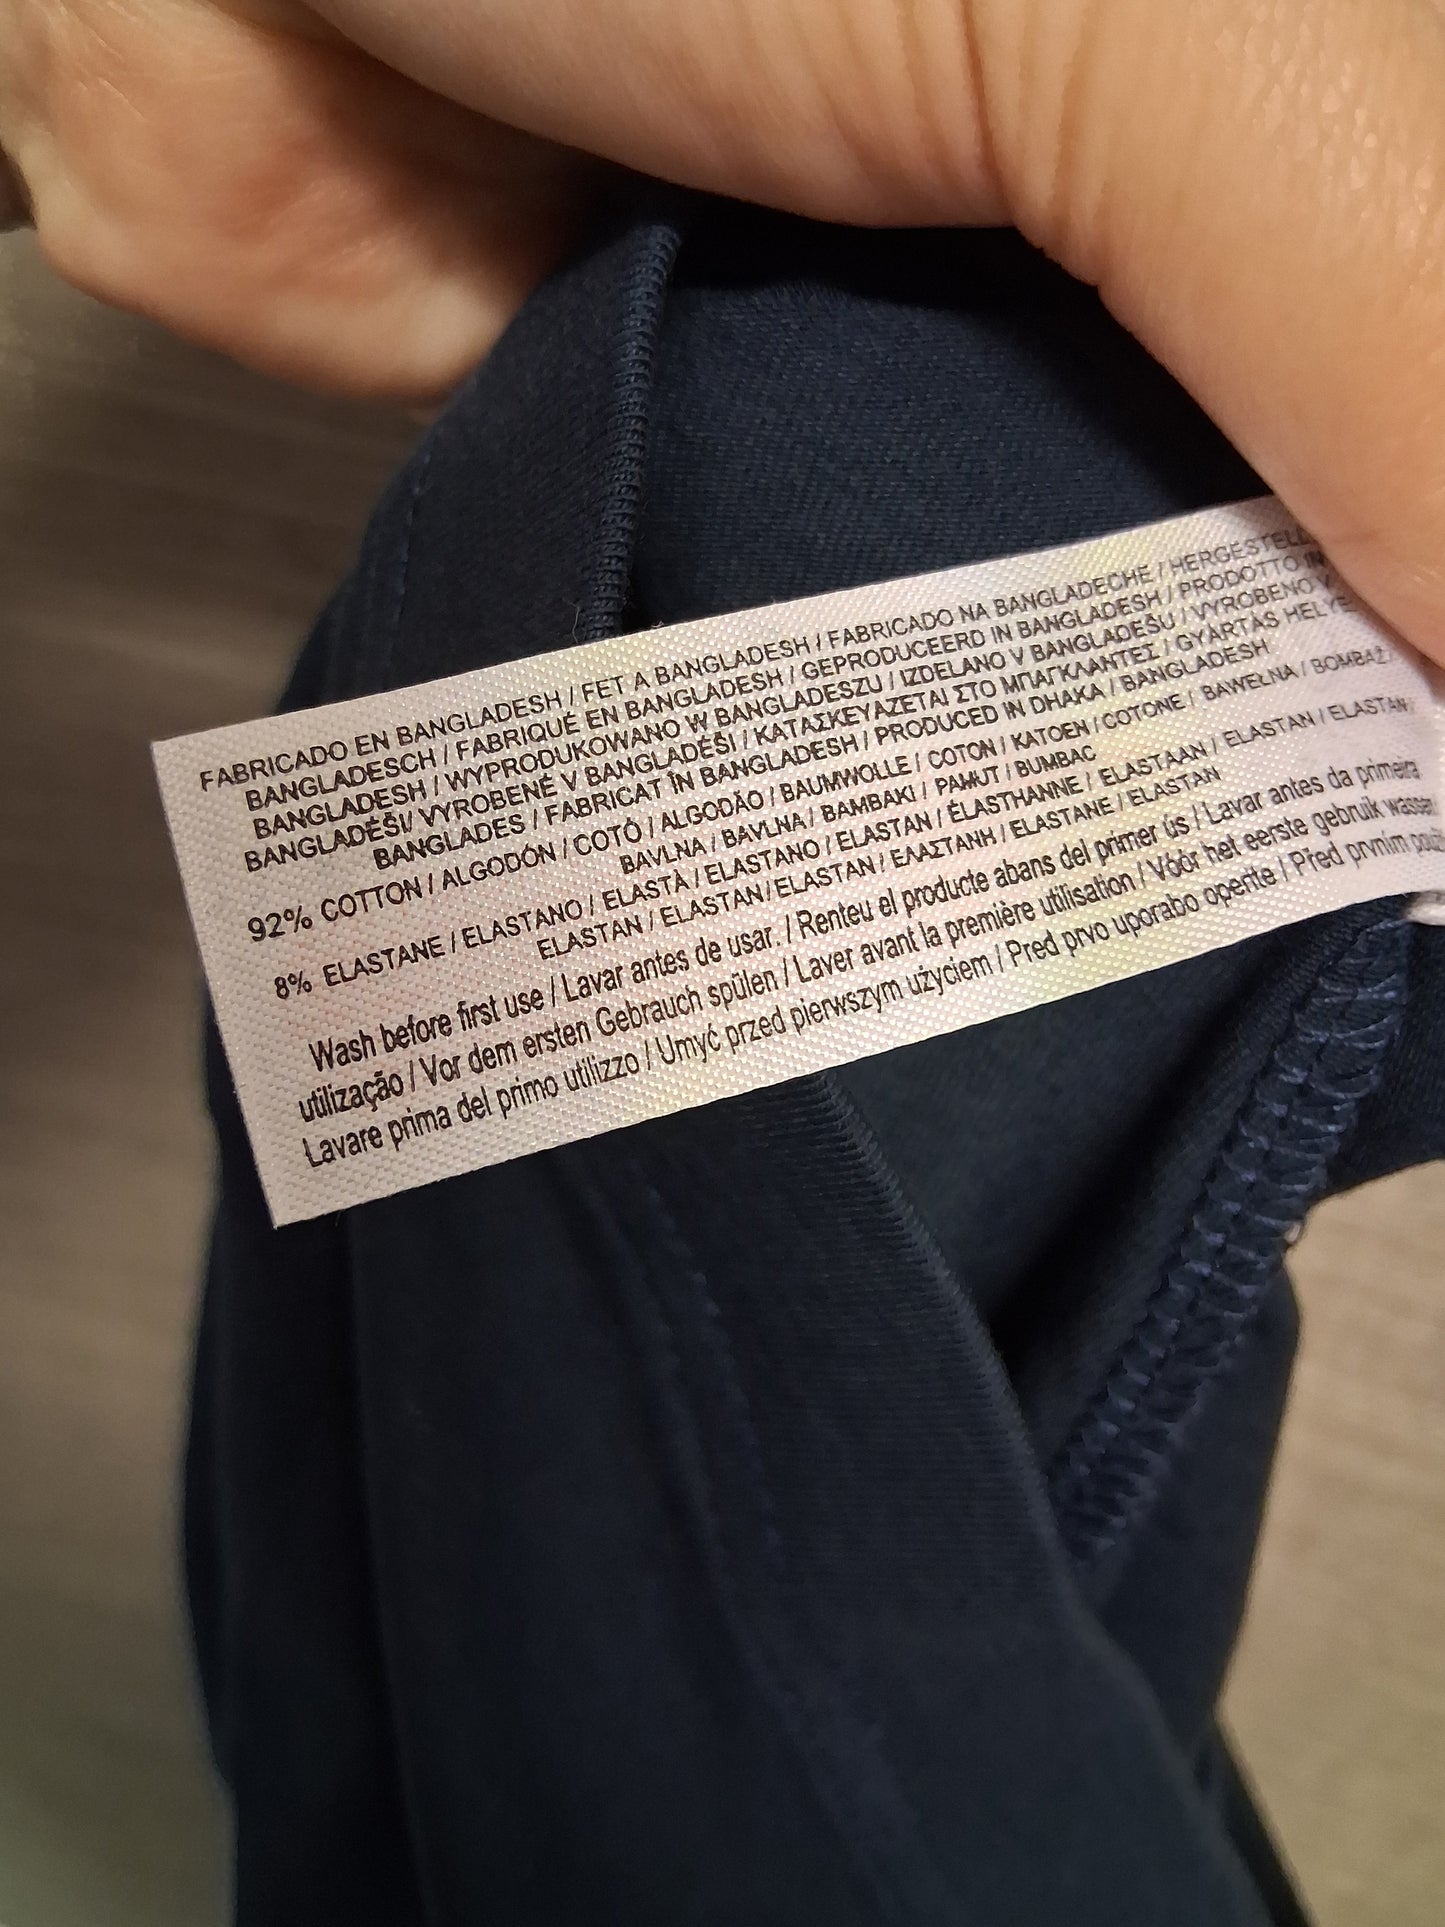 FABRICADO EN BANGLADESH / FET A BANGLADESH / FABRICADO NA BANGLADECHE / HERGESTELL
BANGLADESCH / FABRIQUÉ EN BANGLADESH / GEPRODUCEERD IN BANGLADESH / PRODOTTO IN
BANGLADESH / WYPRODUKOWANO W BANGLADESZU / IZDELANO V BANGLADEŠU / VYROBENO V
BANGLADÉŠI/ VYROBENÉ V BANGLADÉŠI / ΚΑΤΑΣΚΕΥΑΖΕΤΑΙ ΣΤΟ ΜΠΑΓΚΛΑΝΤΕΣ / GYÁRTÁS HELYE
BANGLADES / FABRICAT ÎN BANGLADESH / PRODUCED IN DHAKA / BANGLADESH
92% COTTON / ALGODÓN / COTÓ / ALGODÃO / BAUMWOLLE / COTON / KATOEN / COTONE / BAWEŁNA / BOMBAŽ
BAVLNA / BAVLNA / ΒΑΜΒΑΚΙ / PAMUT / BUMBAC
8% ELASTANE / ELASTANO / ELASTÀ / ELASTANO / ELASTAN / ÉLASTHANNE / ELASTAAN / ELASTAN / ELASTAN
ELASTAN / ELASTAN / ELASTAN / ΕΛΑΣΤΑΝΗ / ELASTANE / ELASTAN
Wash before first use / Lavar antes de usar. / Renteu el producte abans del primer ús / Lavar antes da primeira
utilização / Vor dem ersten Gebrauch spülen / Laver avant la première utilisation / Vóór het eerste gebruik wassen
Lavare prima del primo utilizzo / Umyć przed pierwszym użyciem / Pred prvo uporabo operite / Před prvním